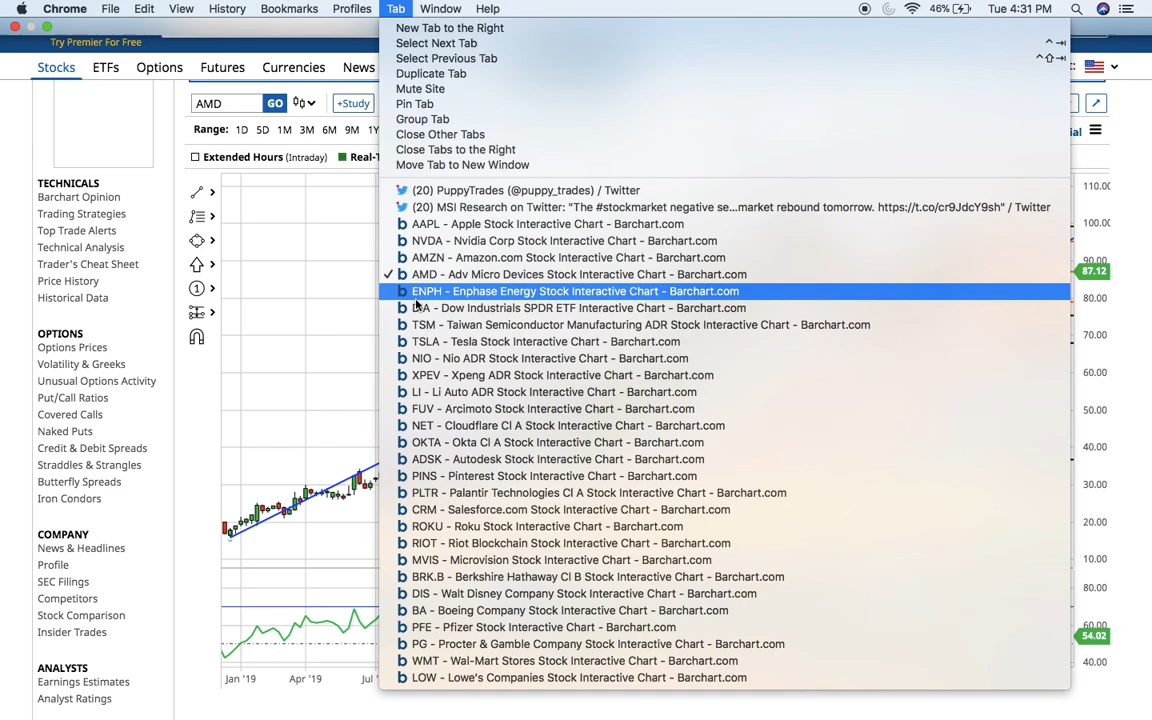 Chrome File Edit View History Bookmarks Profiles Tab Window Help 46% Tue 4:31 PM
Try Premier For Free
Stocks ETFs Options Futures Currencies News
AMD GO +Study
Range: 1D 5D 1M 3M 6M 9M 1Y
Extended Hours (Intraday) Real-T
TECHNICALS
Barchart Opinion
Trading Strategies
Top Trade Alerts
Technical Analysis
Trader's Cheat Sheet
Price History
Historical Data
OPTIONS
Options Prices
Volatility & Greeks
Unusual Options Activity
Put/Call Ratios
Covered Calls
Naked Puts
Credit & Debit Spreads
Straddles & Strangles
Butterfly Spreads
Iron Condors
COMPANY
News & Headlines
Profile
SEC Filings
Competitors
Stock Comparison
Insider Trades
ANALYSTS
Earnings Estimates
Analyst Ratings
New Tab to the Right
Select Next Tab
Select Previous Tab
Duplicate Tab
Mute Site
Pin Tab
Group Tab
Close Other Tabs
Close Tabs to the Right
Move Tab to New Window
(20) PuppyTrades (@puppy_trades) / Twitter
(20) MSI Research on Twitter: "The #stockmarket negative se...market rebound tomorrow. https://t.co/cr9JdcY9sh" / Twitter
AAPL - Apple Stock Interactive Chart - Barchart.com
NVDA - Nvidia Corp Stock Interactive Chart - Barchart.com
AMZN - Amazon.com Stock Interactive Chart - Barchart.com
AMD - Adv Micro Devices Stock Interactive Chart - Barchart.com
ENPH - Enphase Energy Stock Interactive Chart - Barchart.com
DIA - Dow Industrials SPDR ETF Interactive Chart - Barchart.com
TSM - Taiwan Semiconductor Manufacturing ADR Stock Interactive Chart - Barchart.com
TSLA - Tesla Stock Interactive Chart - Barchart.com
NIO - Nio ADR Stock Interactive Chart - Barchart.com
XPEV - Xpeng ADR Stock Interactive Chart - Barchart.com
LI - Li Auto ADR Stock Interactive Chart - Barchart.com
FUV - Arcimoto Stock Interactive Chart - Barchart.com
NET - Cloudflare Cl A Stock Interactive Chart - Barchart.com
OKTA - Okta Cl A Stock Interactive Chart - Barchart.com
ADSK - Autodesk Stock Interactive Chart - Barchart.com
PINS - Pinterest Stock Interactive Chart - Barchart.com
PLTR - Palantir Technologies Cl A Stock Interactive Chart - Barchart.com
CRM - Salesforce.com Stock Interactive Chart - Barchart.com
ROKU - Roku Stock Interactive Chart - Barchart.com
RIOT - Riot Blockchain Stock Interactive Chart - Barchart.com
MVIS - Microvision Stock Interactive Chart - Barchart.com
BRK.B - Berkshire Hathaway Cl B Stock Interactive Chart - Barchart.com
DIS - Walt Disney Company Stock Interactive Chart - Barchart.com
BA - Boeing Company Stock Interactive Chart - Barchart.com
PFE - Pfizer Stock Interactive Chart - Barchart.com
PG - Procter & Gamble Company Stock Interactive Chart - Barchart.com
WMT - Wal-Mart Stores Stock Interactive Chart - Barchart.com
LOW - Lowe's Companies Stock Interactive Chart - Barchart.com
110.00
100.00
90.00
87.12
80.00
70.00
60.00
50.00
40.00
30.00
20.00
10.00
80.00
60.00
54.02
40.00
Jan '19 Apr '19 Jul